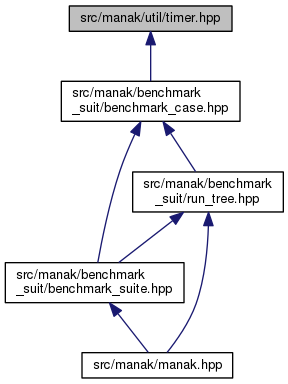 src/manak/util/timer.hpp
src/manak/benchmark
_suit/benchmark_case.hpp
src/manak/benchmark
_suit/run_tree.hpp
src/manak/benchmark
_suit/benchmark_suite.hpp
src/manak/manak.hpp